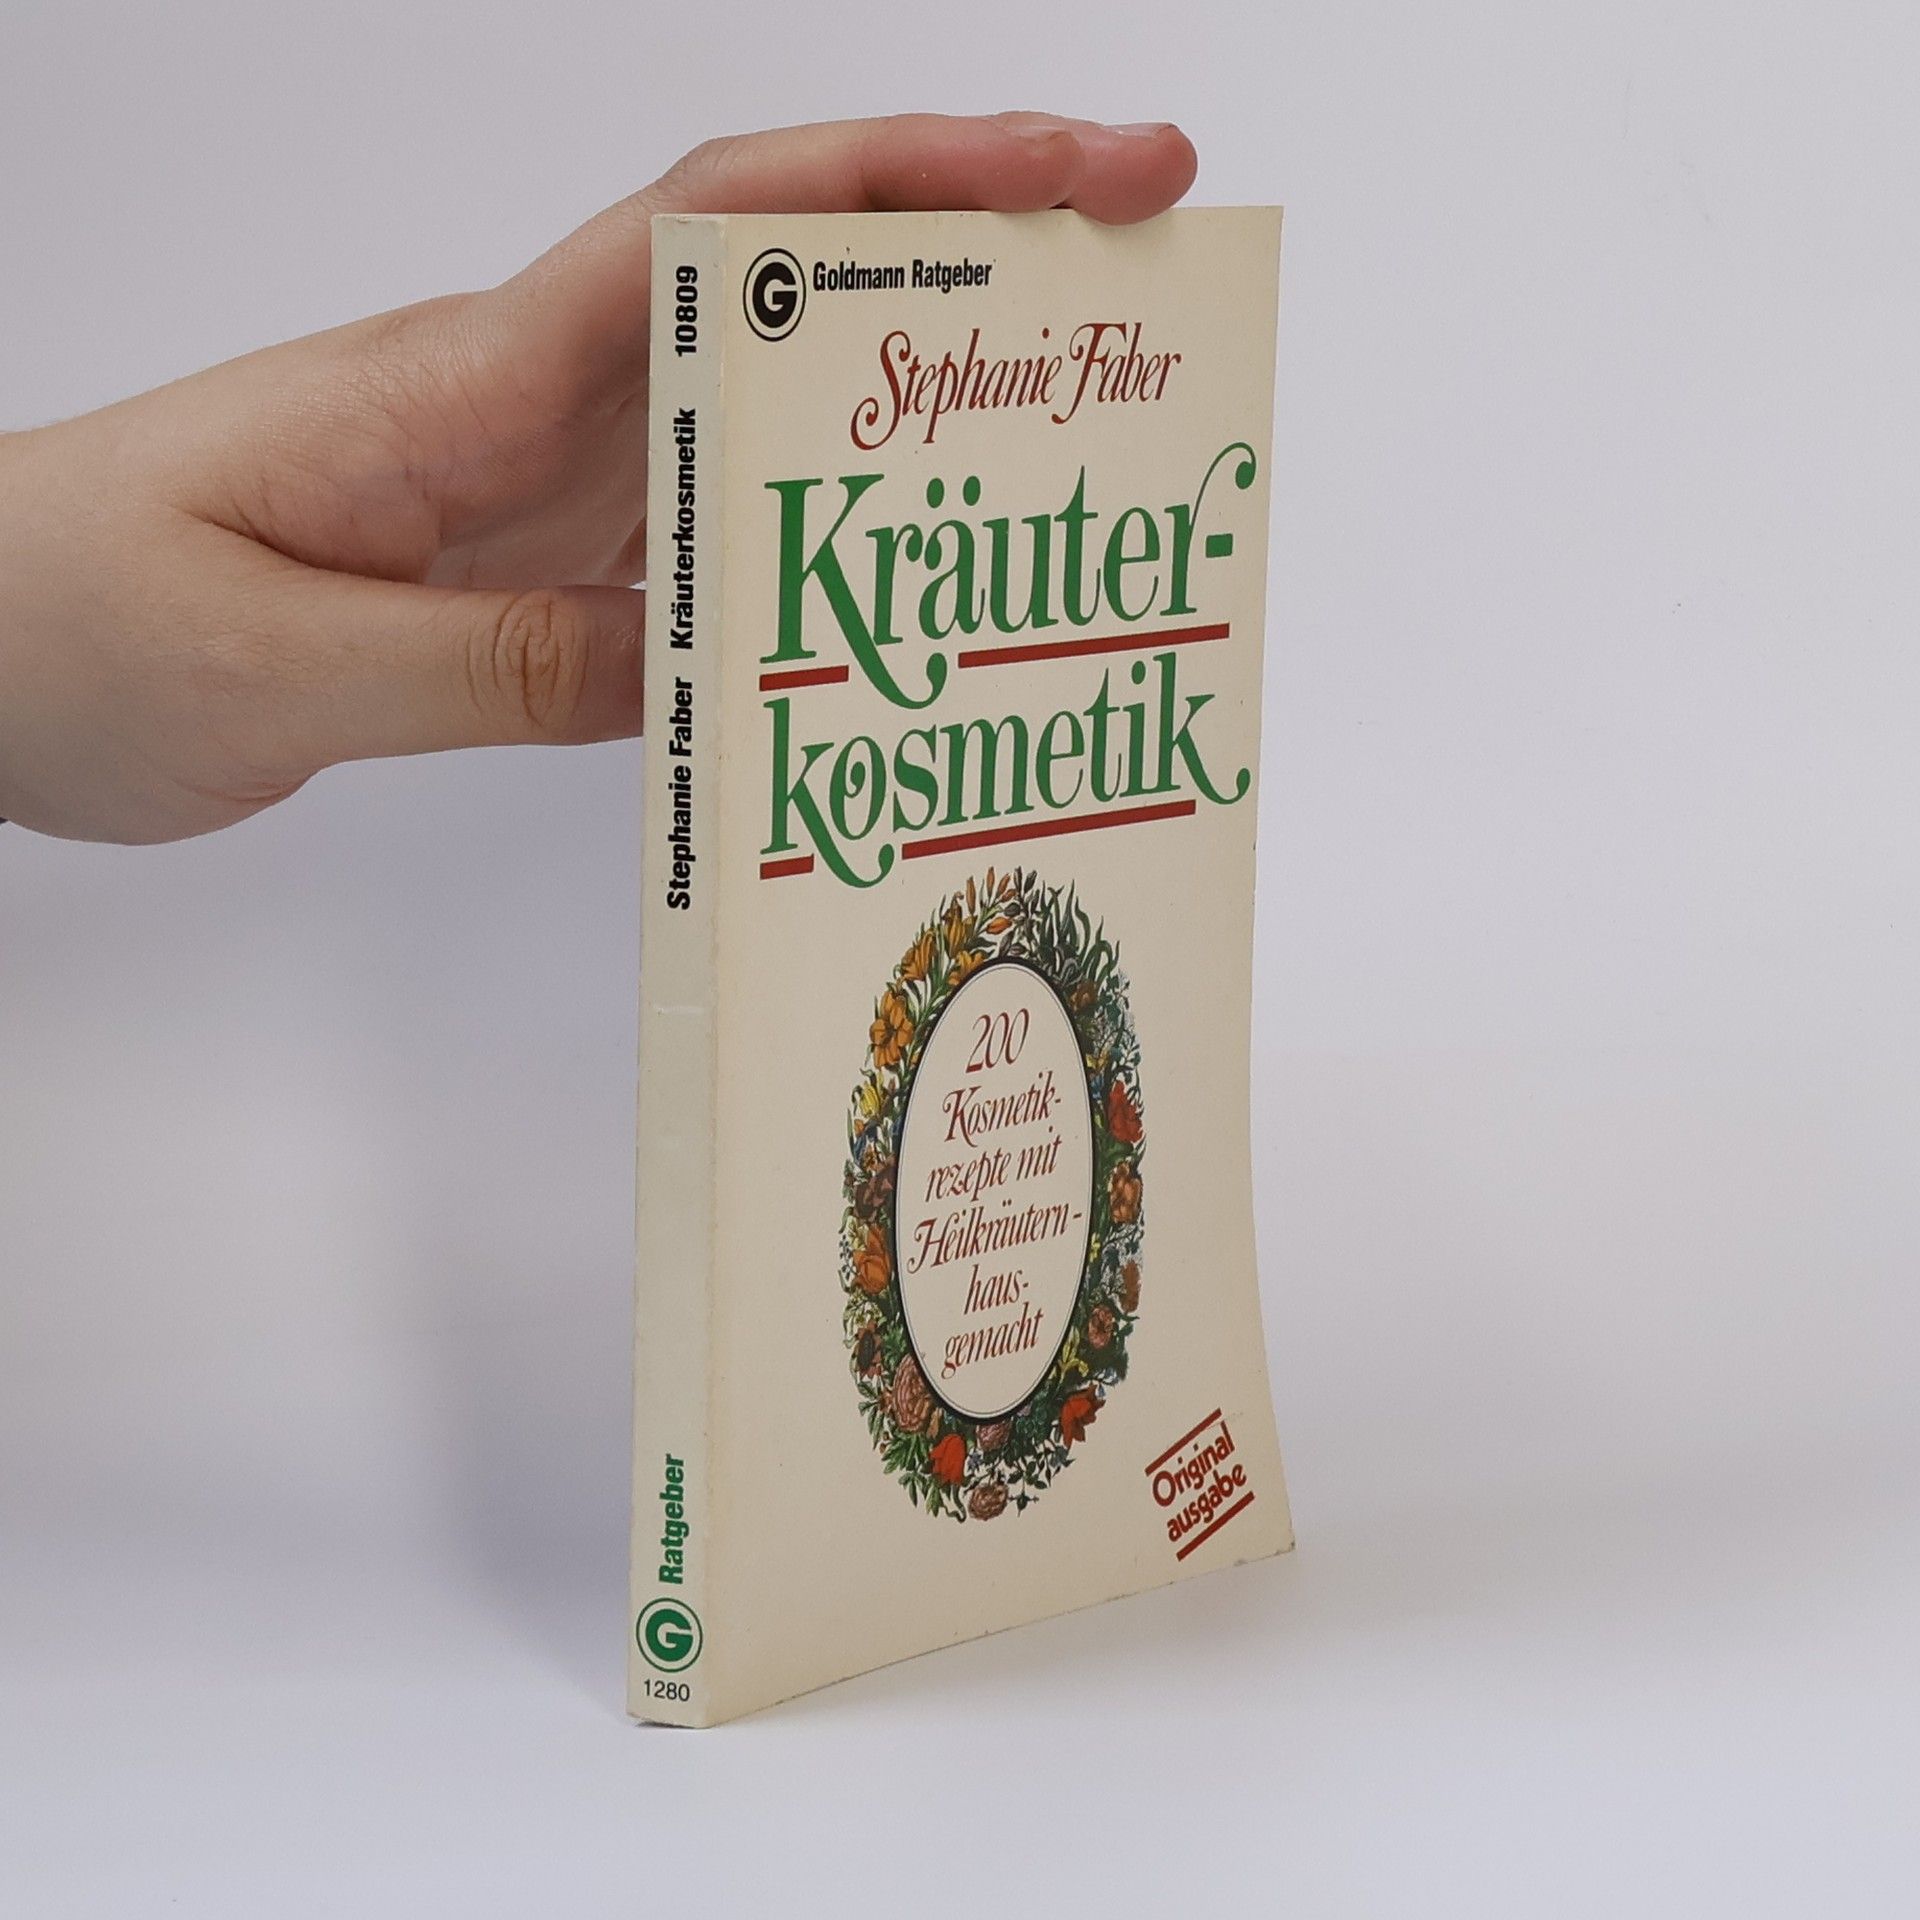 G Goldmann Ratgeber
Stephanie Faber
Kräuter-
kosmetik
200
Kosmetik-
rezepte mit
Heilkräutern-
haus-
gemacht
Original
ausgabe
Stephanie Faber Kräuterkosmetik 10809
G Ratgeber
1280